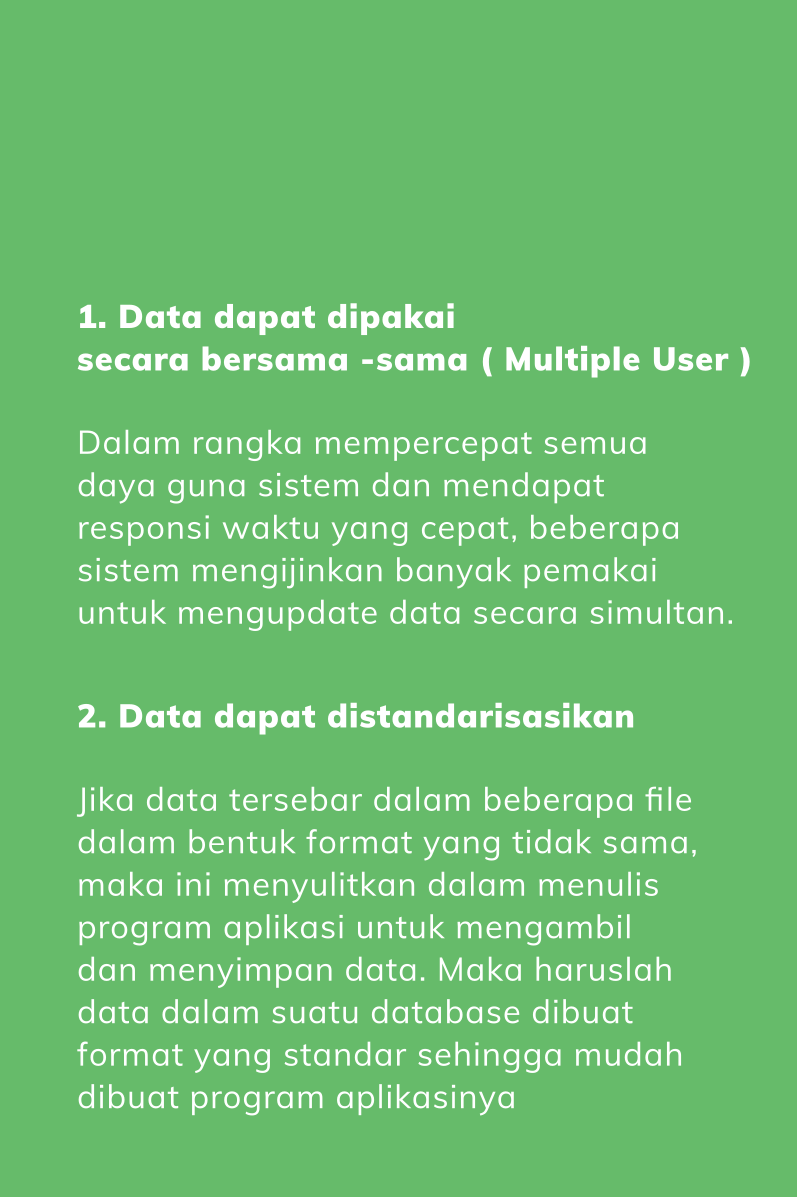 1. Data dapat dipakai
secara bersama -sama ( Multiple User )
Dalam rangka mempercepat semua
daya guna sistem dan mendapat
responsi waktu yang cepat, beberapa
sistem mengijinkan banyak pemakai
untuk mengupdate data secara simultan.
2. Data dapat distandarisasikan
Jika data tersebar dalam beberapa file
dalam bentuk format yang tidak sama,
maka ini menyulitkan dalam menulis
program aplikasi untuk mengambil
dan menyimpan data. Maka haruslah
data dalam suatu database dibuat
format yang standar sehingga mudah
dibuat program aplikasinya